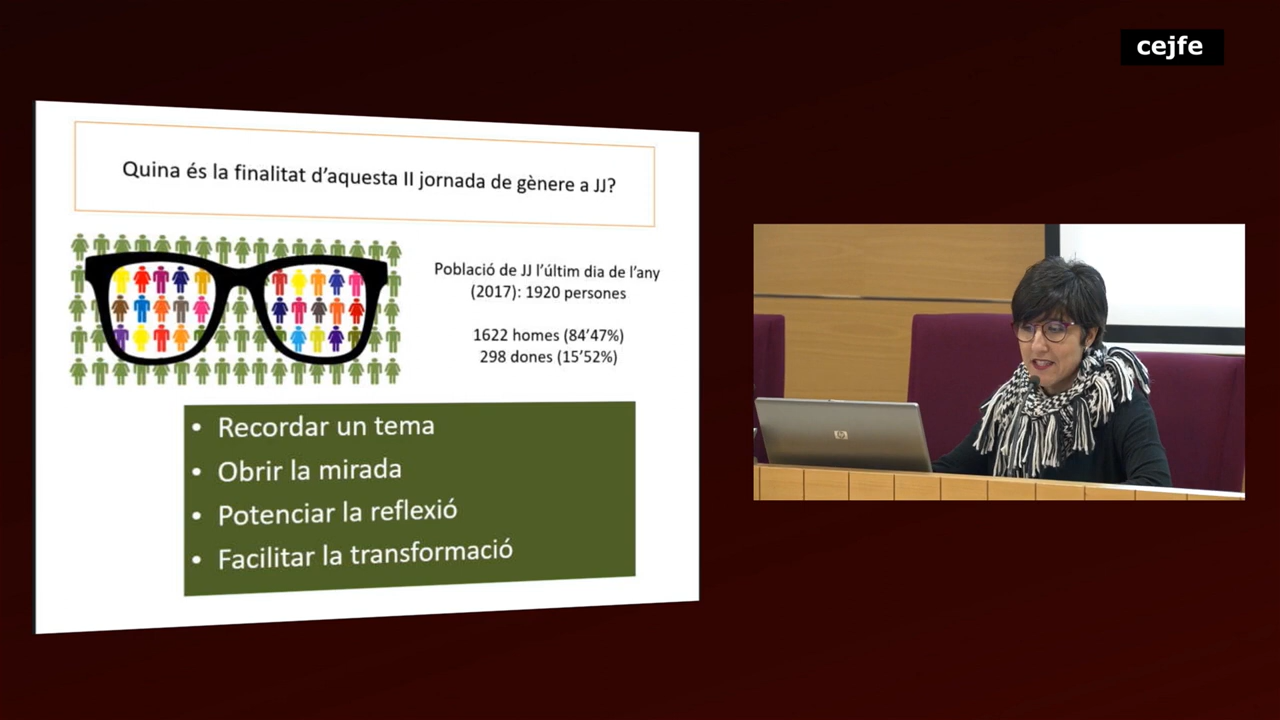 cejfe
Quina és la finalitat d’aquesta II jornada de gènere a JJ?
Població de JJ l’últim dia de l’any
(2017): 1920 persones
1622 homes (84’47%)
298 dones (15’52%)
• Recordar un tema
• Obrir la mirada
• Potenciar la reflexió
• Facilitar la transformació
hp